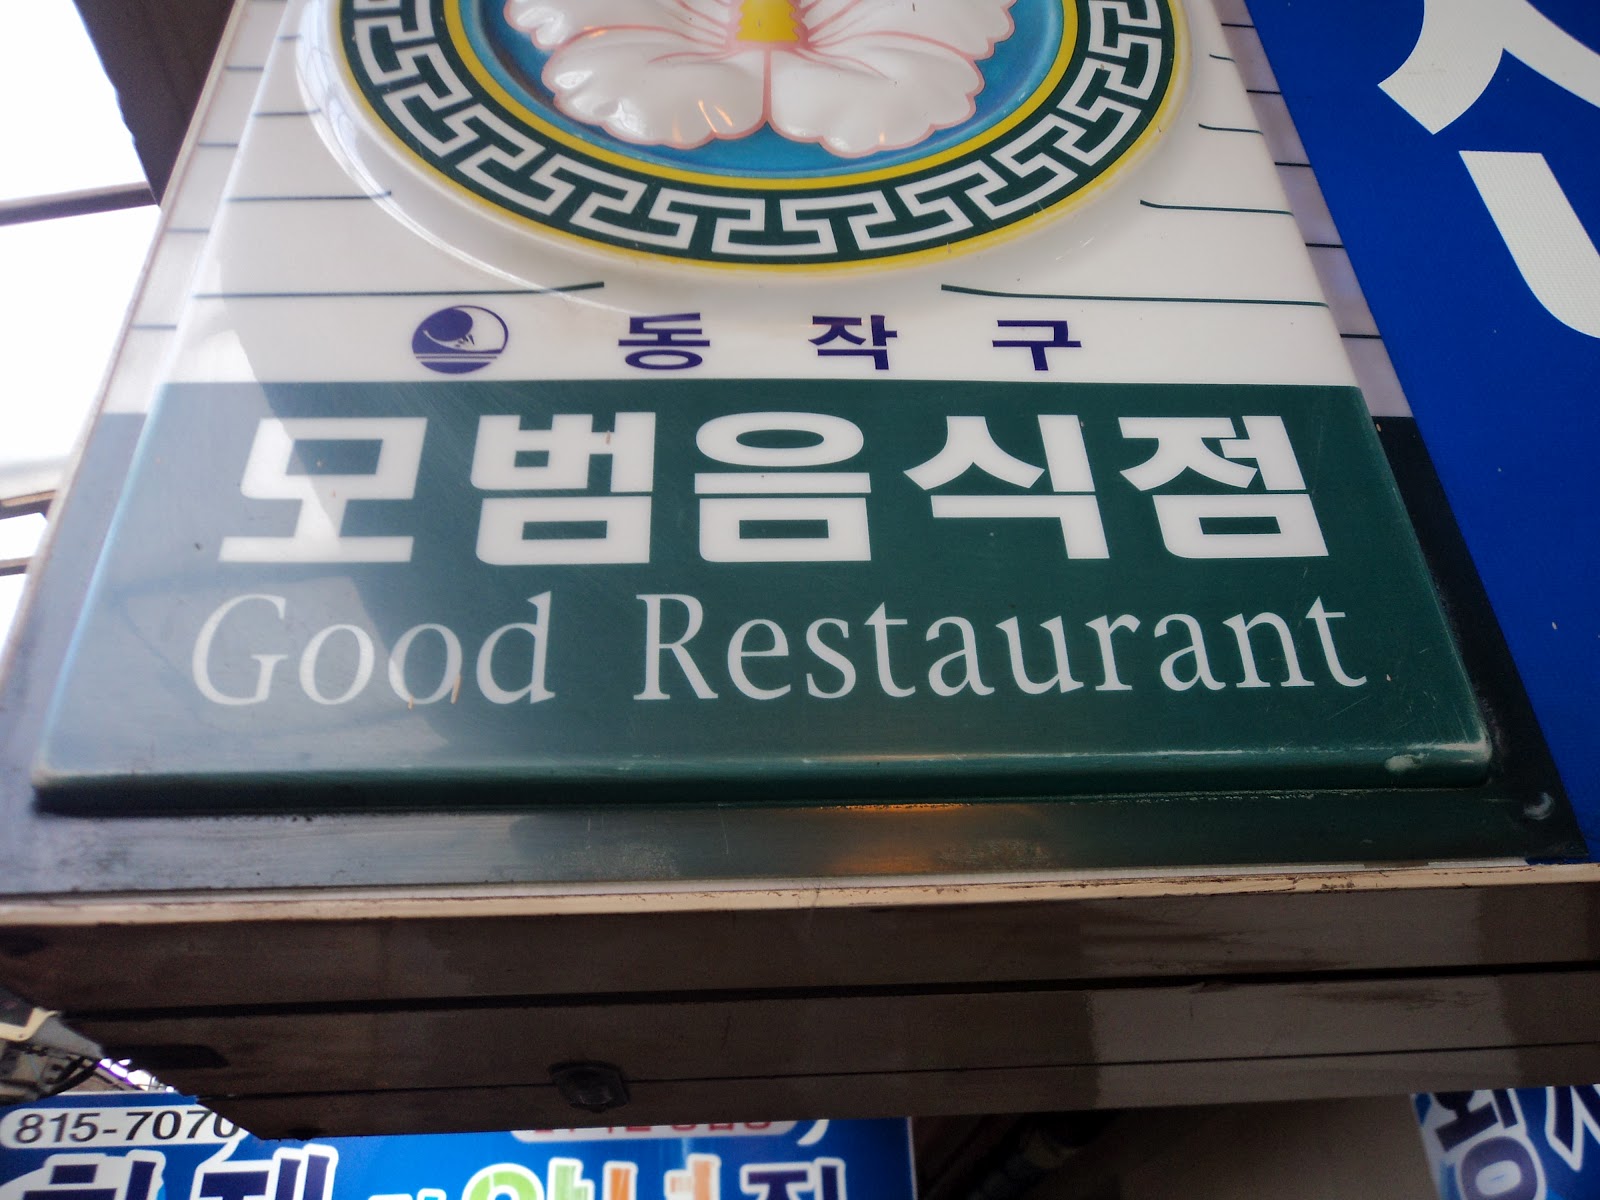 동작구
모범음식점
Good Restaurant
815-7070